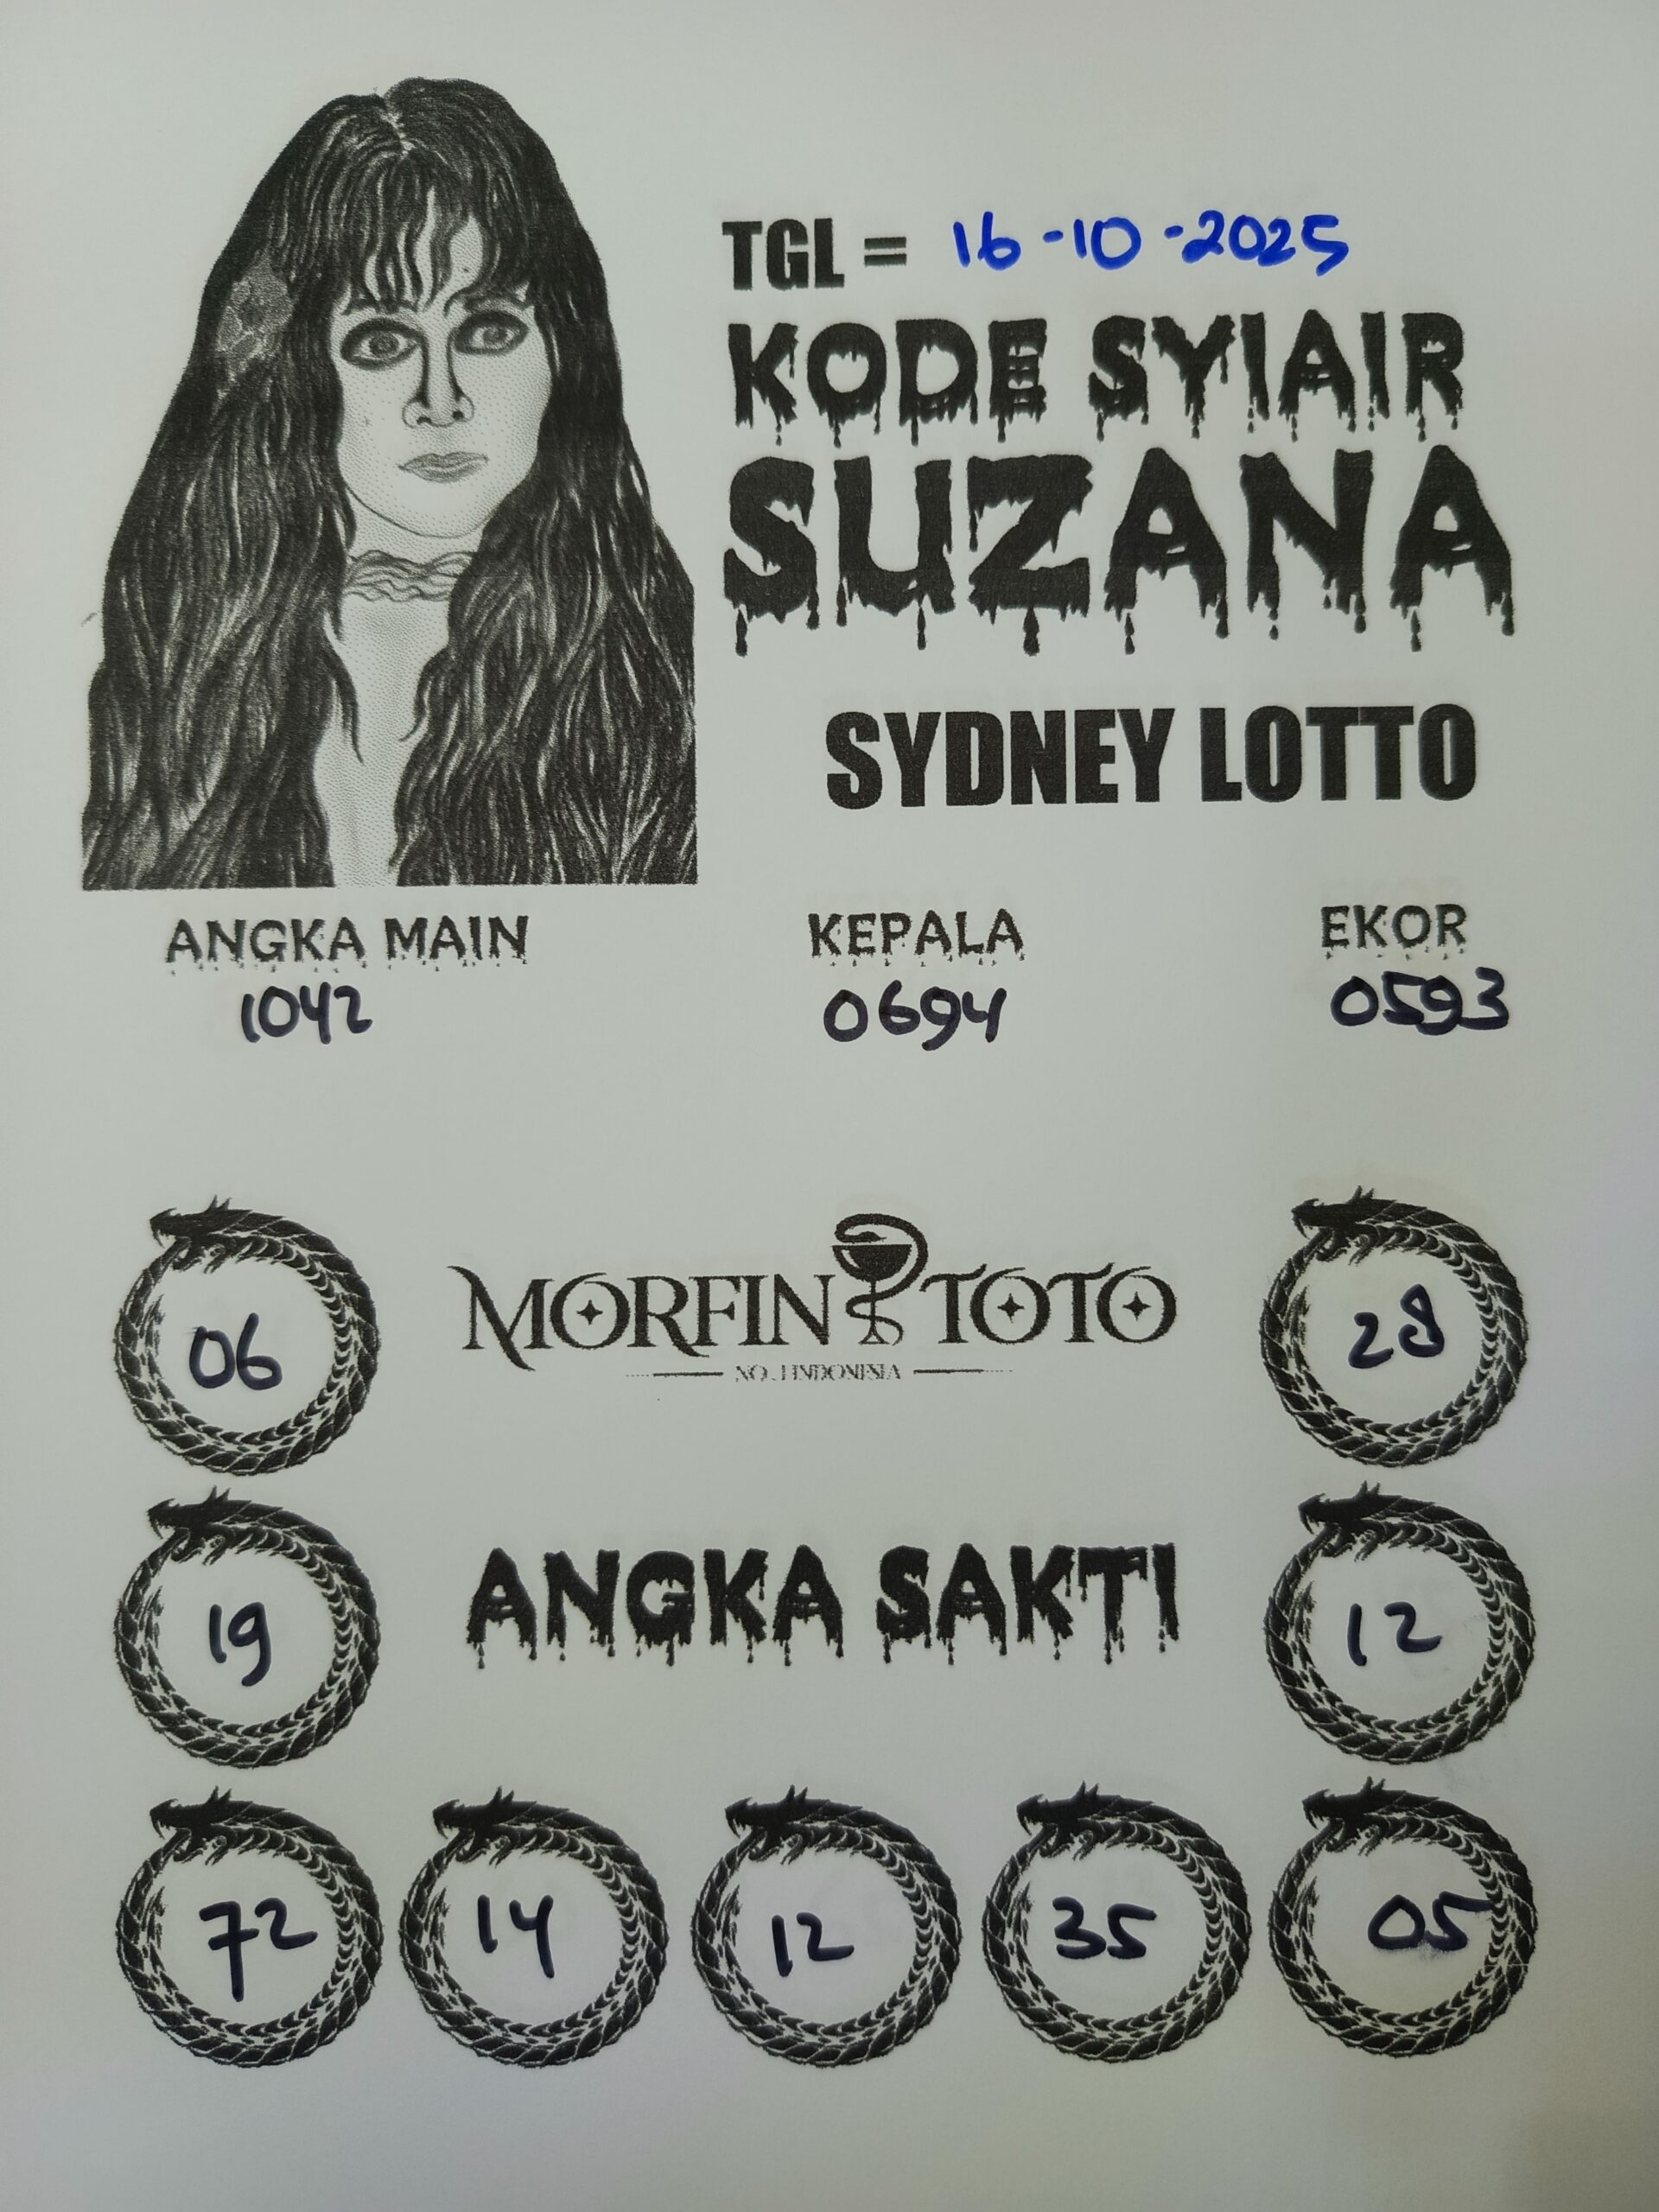 TGL = 16-10-2025
KODE SYIAIR
SUZANA
SYDNEY LOTTO
ANGKA MAIN KEPALA EKOR
1042 0694 0593
06 MORFIN TOTO 28
NO.1 INDONESIA
19 ANGKA SAKTI 12
72 14 12 35 05